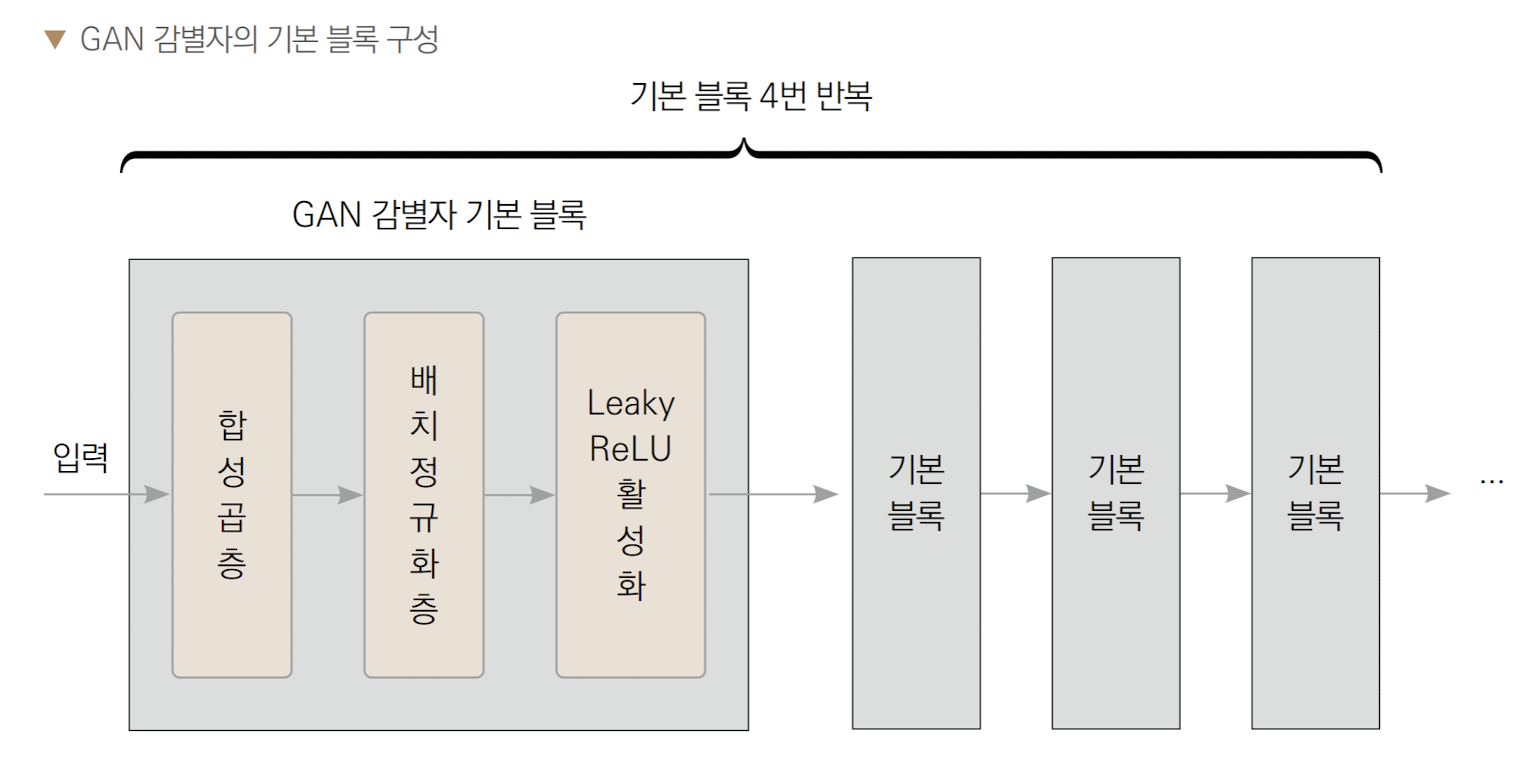 ▼ GAN 감별자의 기본 블록 구성
기본 블록 4번 반복
GAN 감별자 기본 블록
입력
합
성
곱
층
배
치
정
규
화
층
Leaky
ReLU
활
성
화
기본
블록
기본
블록
기본
블록
...